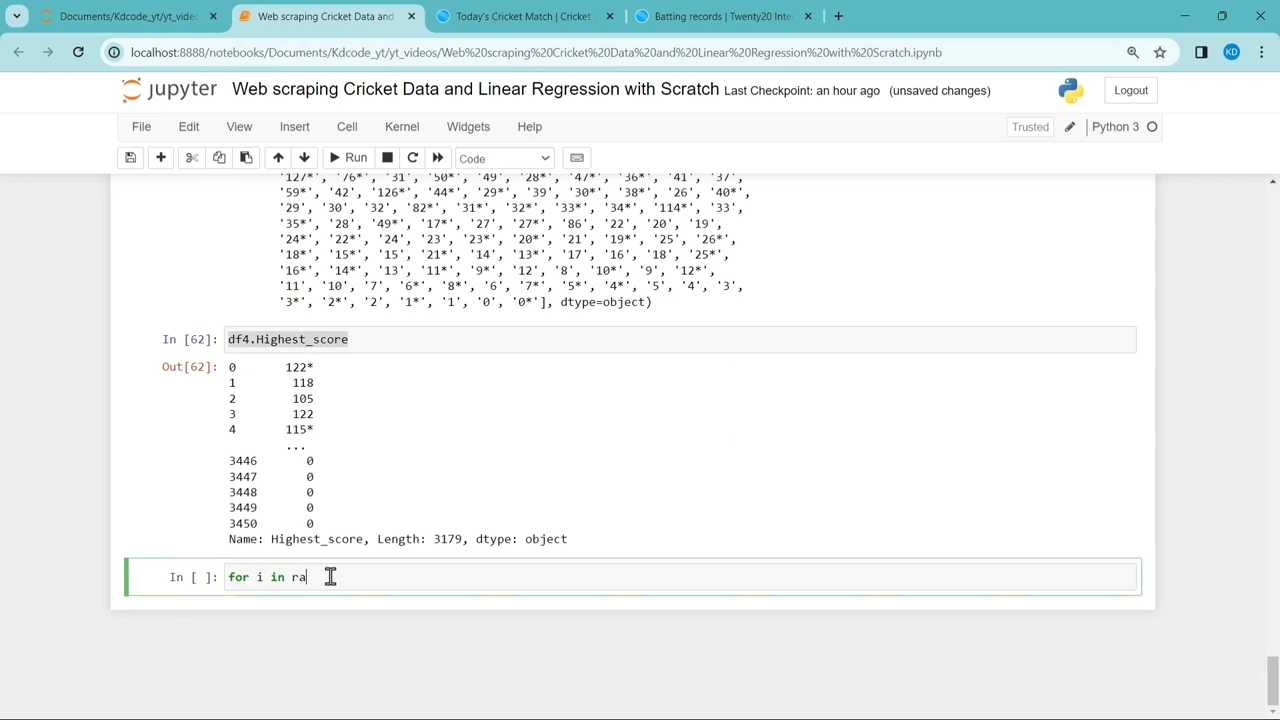 Documents/Kdcode_yt/yt_video
Web scraping Cricket Data and
Today's Cricket Match | Cricket
Batting records | Twenty20 Inte
localhost:8888/notebooks/Documents/Kdcode_yt/yt_videos/Web%20scraping%20Cricket%20Data%20and%20Linear%20Regression%20with%20Scratch.ipynb
KD
jupyter Web scraping Cricket Data and Linear Regression with Scratch Last Checkpoint: an hour ago (unsaved changes) Logout
File Edit View Insert Cell Kernel Widgets Help Trusted Python 3
Run Code
'127*', '76*', '31', '50*', '49', '28*', '47*', '36*', '41', '37',
'59*', '42', '126*', '44*', '29*', '39', '30*', '38*', '26', '40*',
'29', '30', '32', '82*', '31*', '32*', '33*', '34*', '114*', '33',
'35*', '28', '49*', '17*', '27', '27*', '86', '22', '20', '19',
'24*', '22*', '24', '23', '23*', '20*', '21', '19*', '25', '26*',
'18*', '15*', '15', '21*', '14', '13*', '17', '16', '18', '25*',
'16*', '14*', '13', '11*', '9*', '12', '8', '10*', '9', '12*',
'11', '10', '7', '6*', '8*', '6', '7*', '5*', '4*', '5', '4', '3',
'3*', '2*', '2', '1*', '1', '0', '0*'], dtype=object)
In [62]: df4.Highest_score
Out[62]: 0 122*
1 118
2 105
3 122
4 115*
...
3446 0
3447 0
3448 0
3449 0
3450 0
Name: Highest_score, Length: 3179, dtype: object
In [ ]: for i in ra